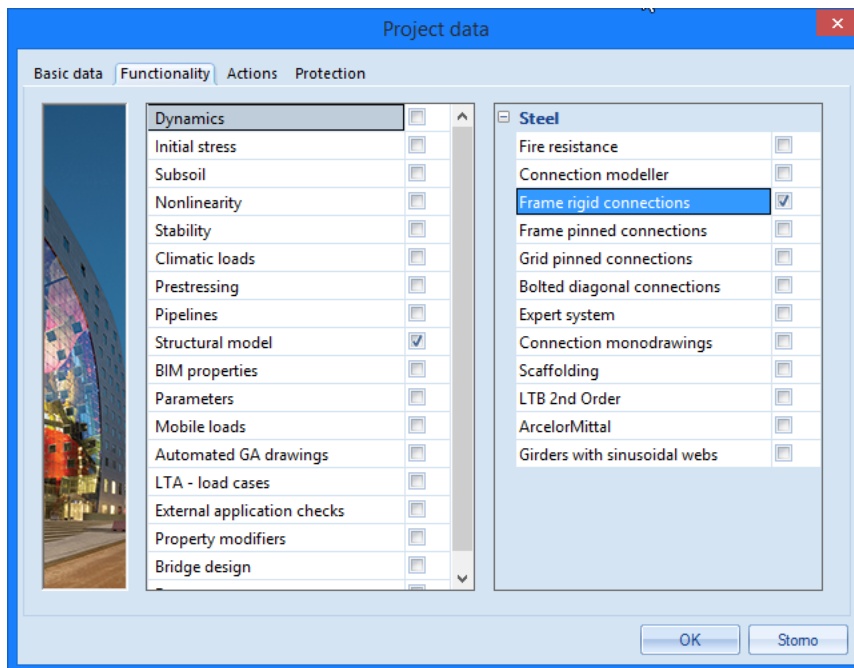 Project data
Basic data Functionality Actions Protection
Dynamics
Initial stress
Subsoil
Nonlinearity
Stability
Climatic loads
Prestressing
Pipelines
Structural model
BIM properties
Parameters
Mobile loads
Automated GA drawings
LTA - load cases
External application checks
Property modifiers
Bridge design
Steel
Fire resistance
Connection modeller
Frame rigid connections
Frame pinned connections
Grid pinned connections
Bolted diagonal connections
Expert system
Connection monodrawings
Scaffolding
LTB 2nd Order
ArcelorMittal
Girders with sinusoidal webs
OK Storno